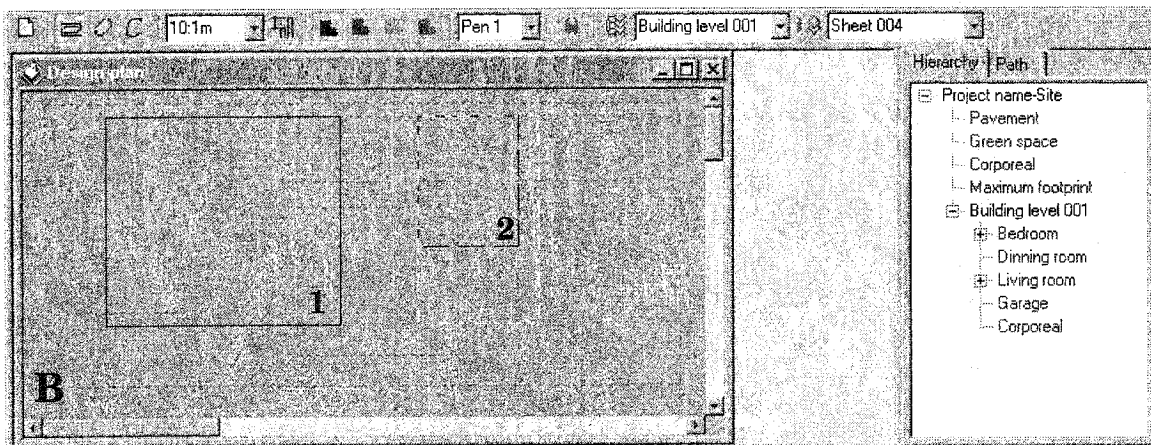 10:1m Pen 1 Building level 001 Sheet 004
Design plan
Hierarchy Path
Project name-Site
Pavement
Green space
Corporeal
Maximum footprint
Building level 001
Bedroom
Dinning room
Living room
Garage
Corporeal
2
1
B